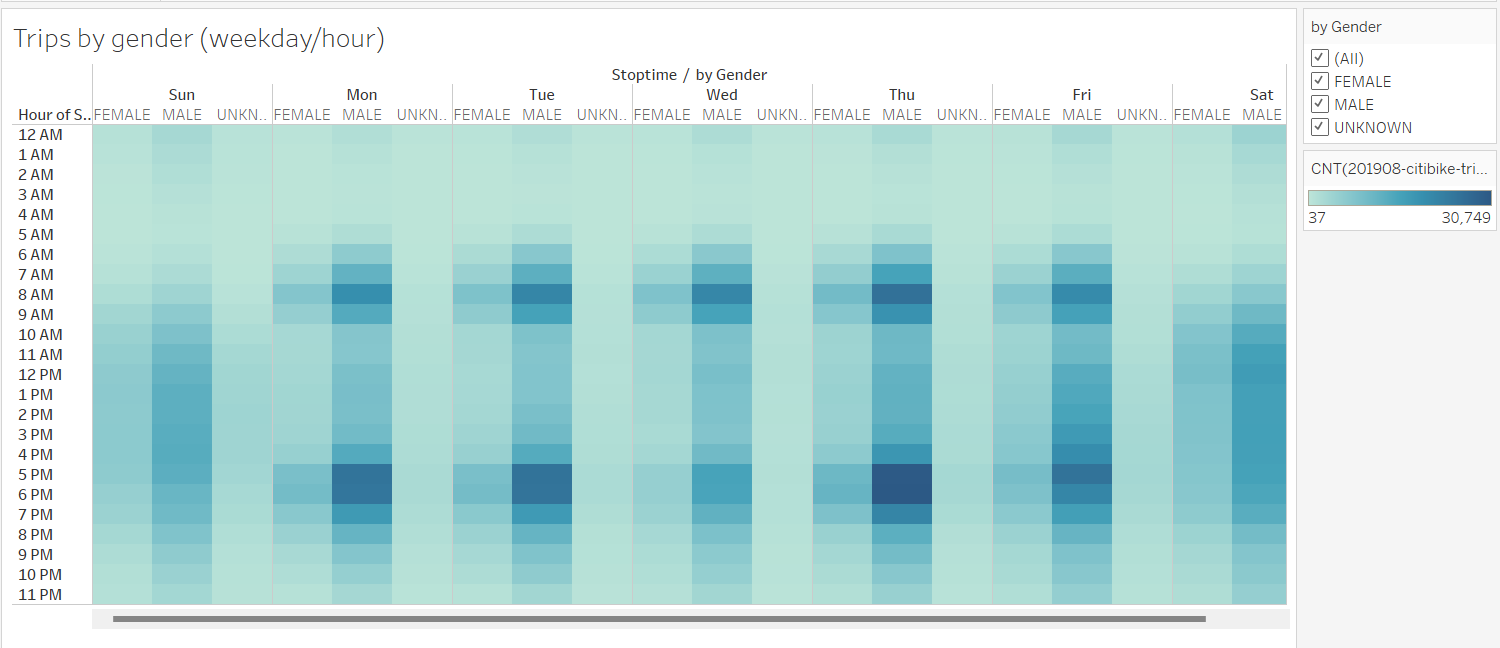 Trips by gender (weekday/hour)
Stoptime / by Gender
Sun Mon Tue Wed Thu Fri Sat
Hour of S.. FEMALE MALE UNKN.. FEMALE MALE UNKN.. FEMALE MALE UNKN.. FEMALE MALE UNKN.. FEMALE MALE UNKN.. FEMALE MALE UNKN.. FEMALE MALE
12 AM
1 AM
2 AM
3 AM
4 AM
5 AM
6 AM
7 AM
8 AM
9 AM
10 AM
11 AM
12 PM
1 PM
2 PM
3 PM
4 PM
5 PM
6 PM
7 PM
8 PM
9 PM
10 PM
11 PM
by Gender
(All)
FEMALE
MALE
UNKNOWN
CNT(201908-citibike-tri...
37 30,749